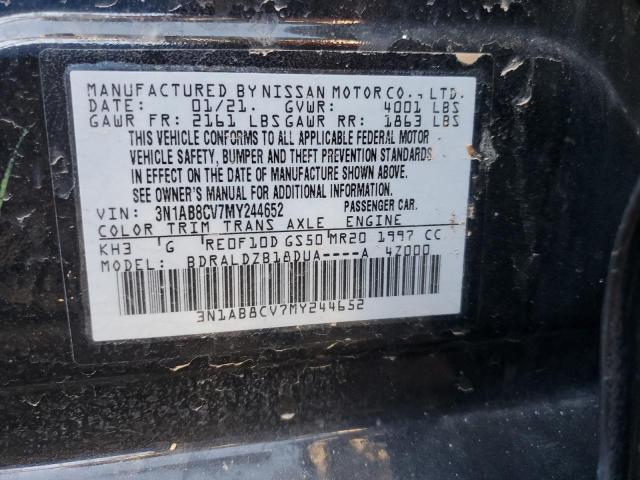 MANUFACTURED BY NISSAN MOTOR CO., LTD.
DATE: 01/21. GVWR: 4001 LBS
GAWR FR: 2161 LBS GAWR RR: 1863 LBS
THIS VEHICLE CONFORMS TO ALL APPLICABLE FEDERAL MOTOR
VEHICLE SAFETY, BUMPER AND THEFT PREVENTION STANDARDS
IN EFFECT ON THE DATE OF MANUFACTURE SHOWN ABOVE.
SEE OWNER'S MANUAL FOR ADDITIONAL INFORMATION.
VIN: 3N1AB8CV7MY244652 PASSENGER CAR.
COLOR TRIM TRANS AXLE ENGINE
KH3 'G RE0F10D GS50 MR20 1997 CC
MODEL: BDRALDZB18DUA----A 4Z000
3N1AB8CV7MY244652